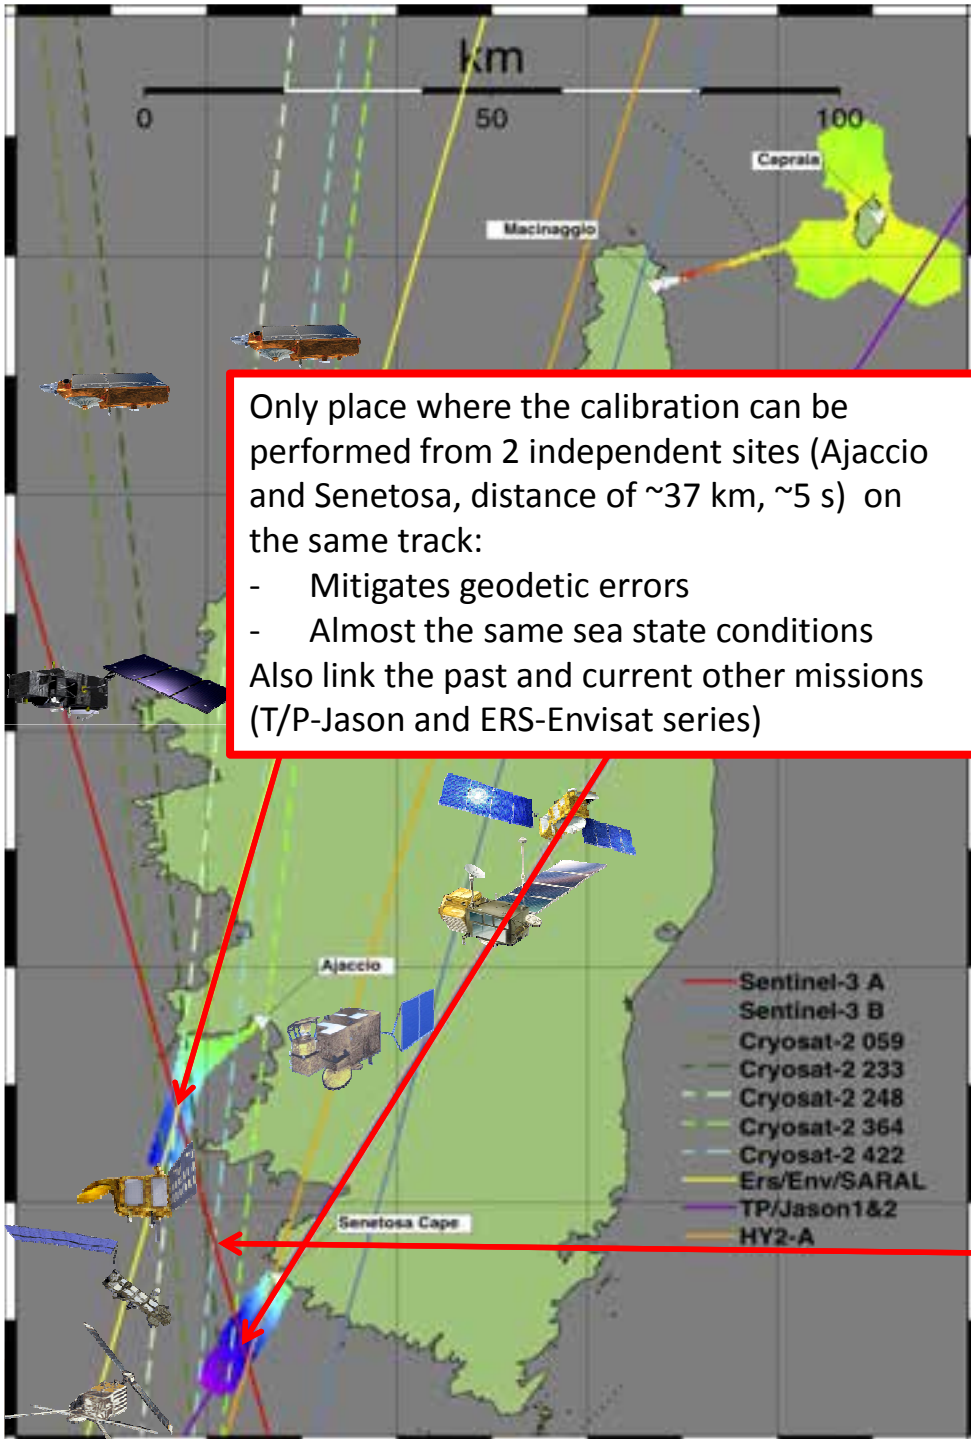 km
0 50 100
Capraia
Macinaggio
Only place where the calibration can be
performed from 2 independent sites (Ajaccio
and Senetosa, distance of ~37 km, ~5 s) on
the same track:
- Mitigates geodetic errors
- Almost the same sea state conditions
Also link the past and current other missions
(T/P-Jason and ERS-Envisat series)
Ajaccio
Senetosa Cape
Sentinel-3 A
Sentinel-3 B
Cryosat-2 059
Cryosat-2 233
Cryosat-2 248
Cryosat-2 364
Cryosat-2 422
Ers/Env/SARAL
TP/Jason1&2
HY2-A